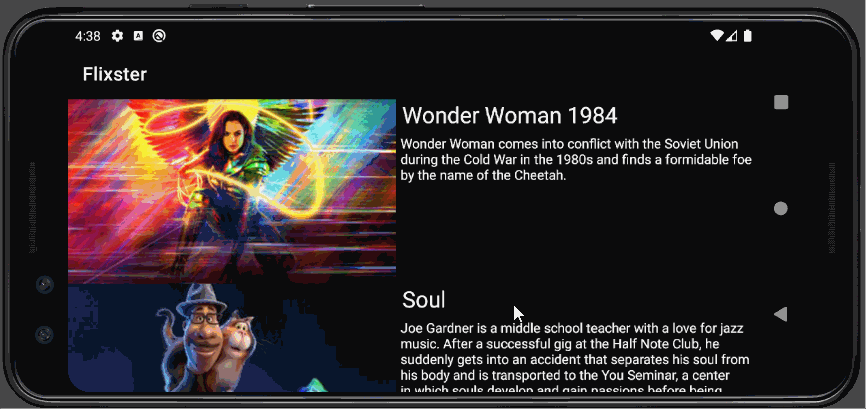 4:38
Flixster
Wonder Woman 1984
Wonder Woman comes into conflict with the Soviet Union
during the Cold War in the 1980s and finds a formidable foe
by the name of the Cheetah.
Soul
Joe Gardner is a middle school teacher with a love for jazz
music. After a successful gig at the Half Note Club, he
suddenly gets into an accident that separates his soul from
his body and is transported to the You Seminar, a center
in which souls develop and gain passions before being